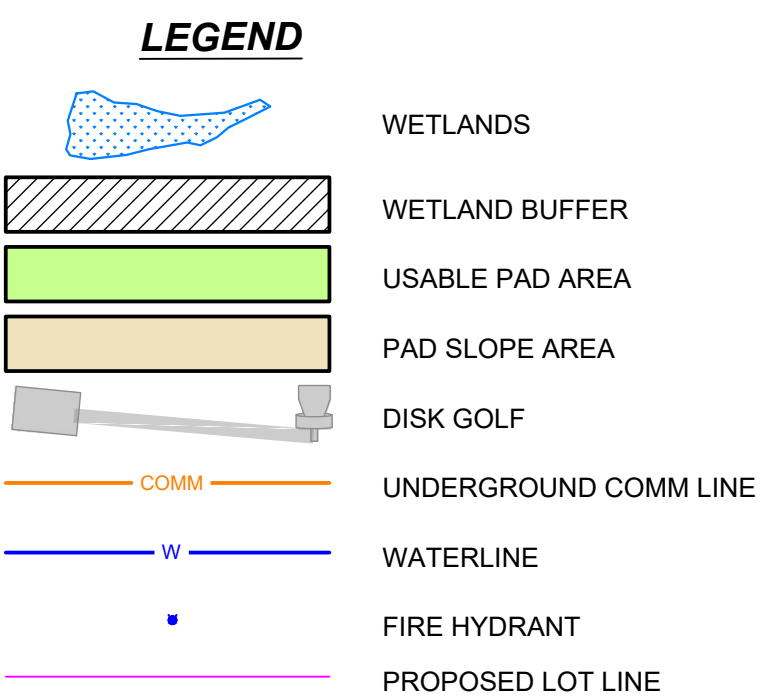 LEGEND
WETLANDS
WETLAND BUFFER
USABLE PAD AREA
PAD SLOPE AREA
DISK GOLF
COMM UNDERGROUND COMM LINE
W WATERLINE
FIRE HYDRANT
PROPOSED LOT LINE